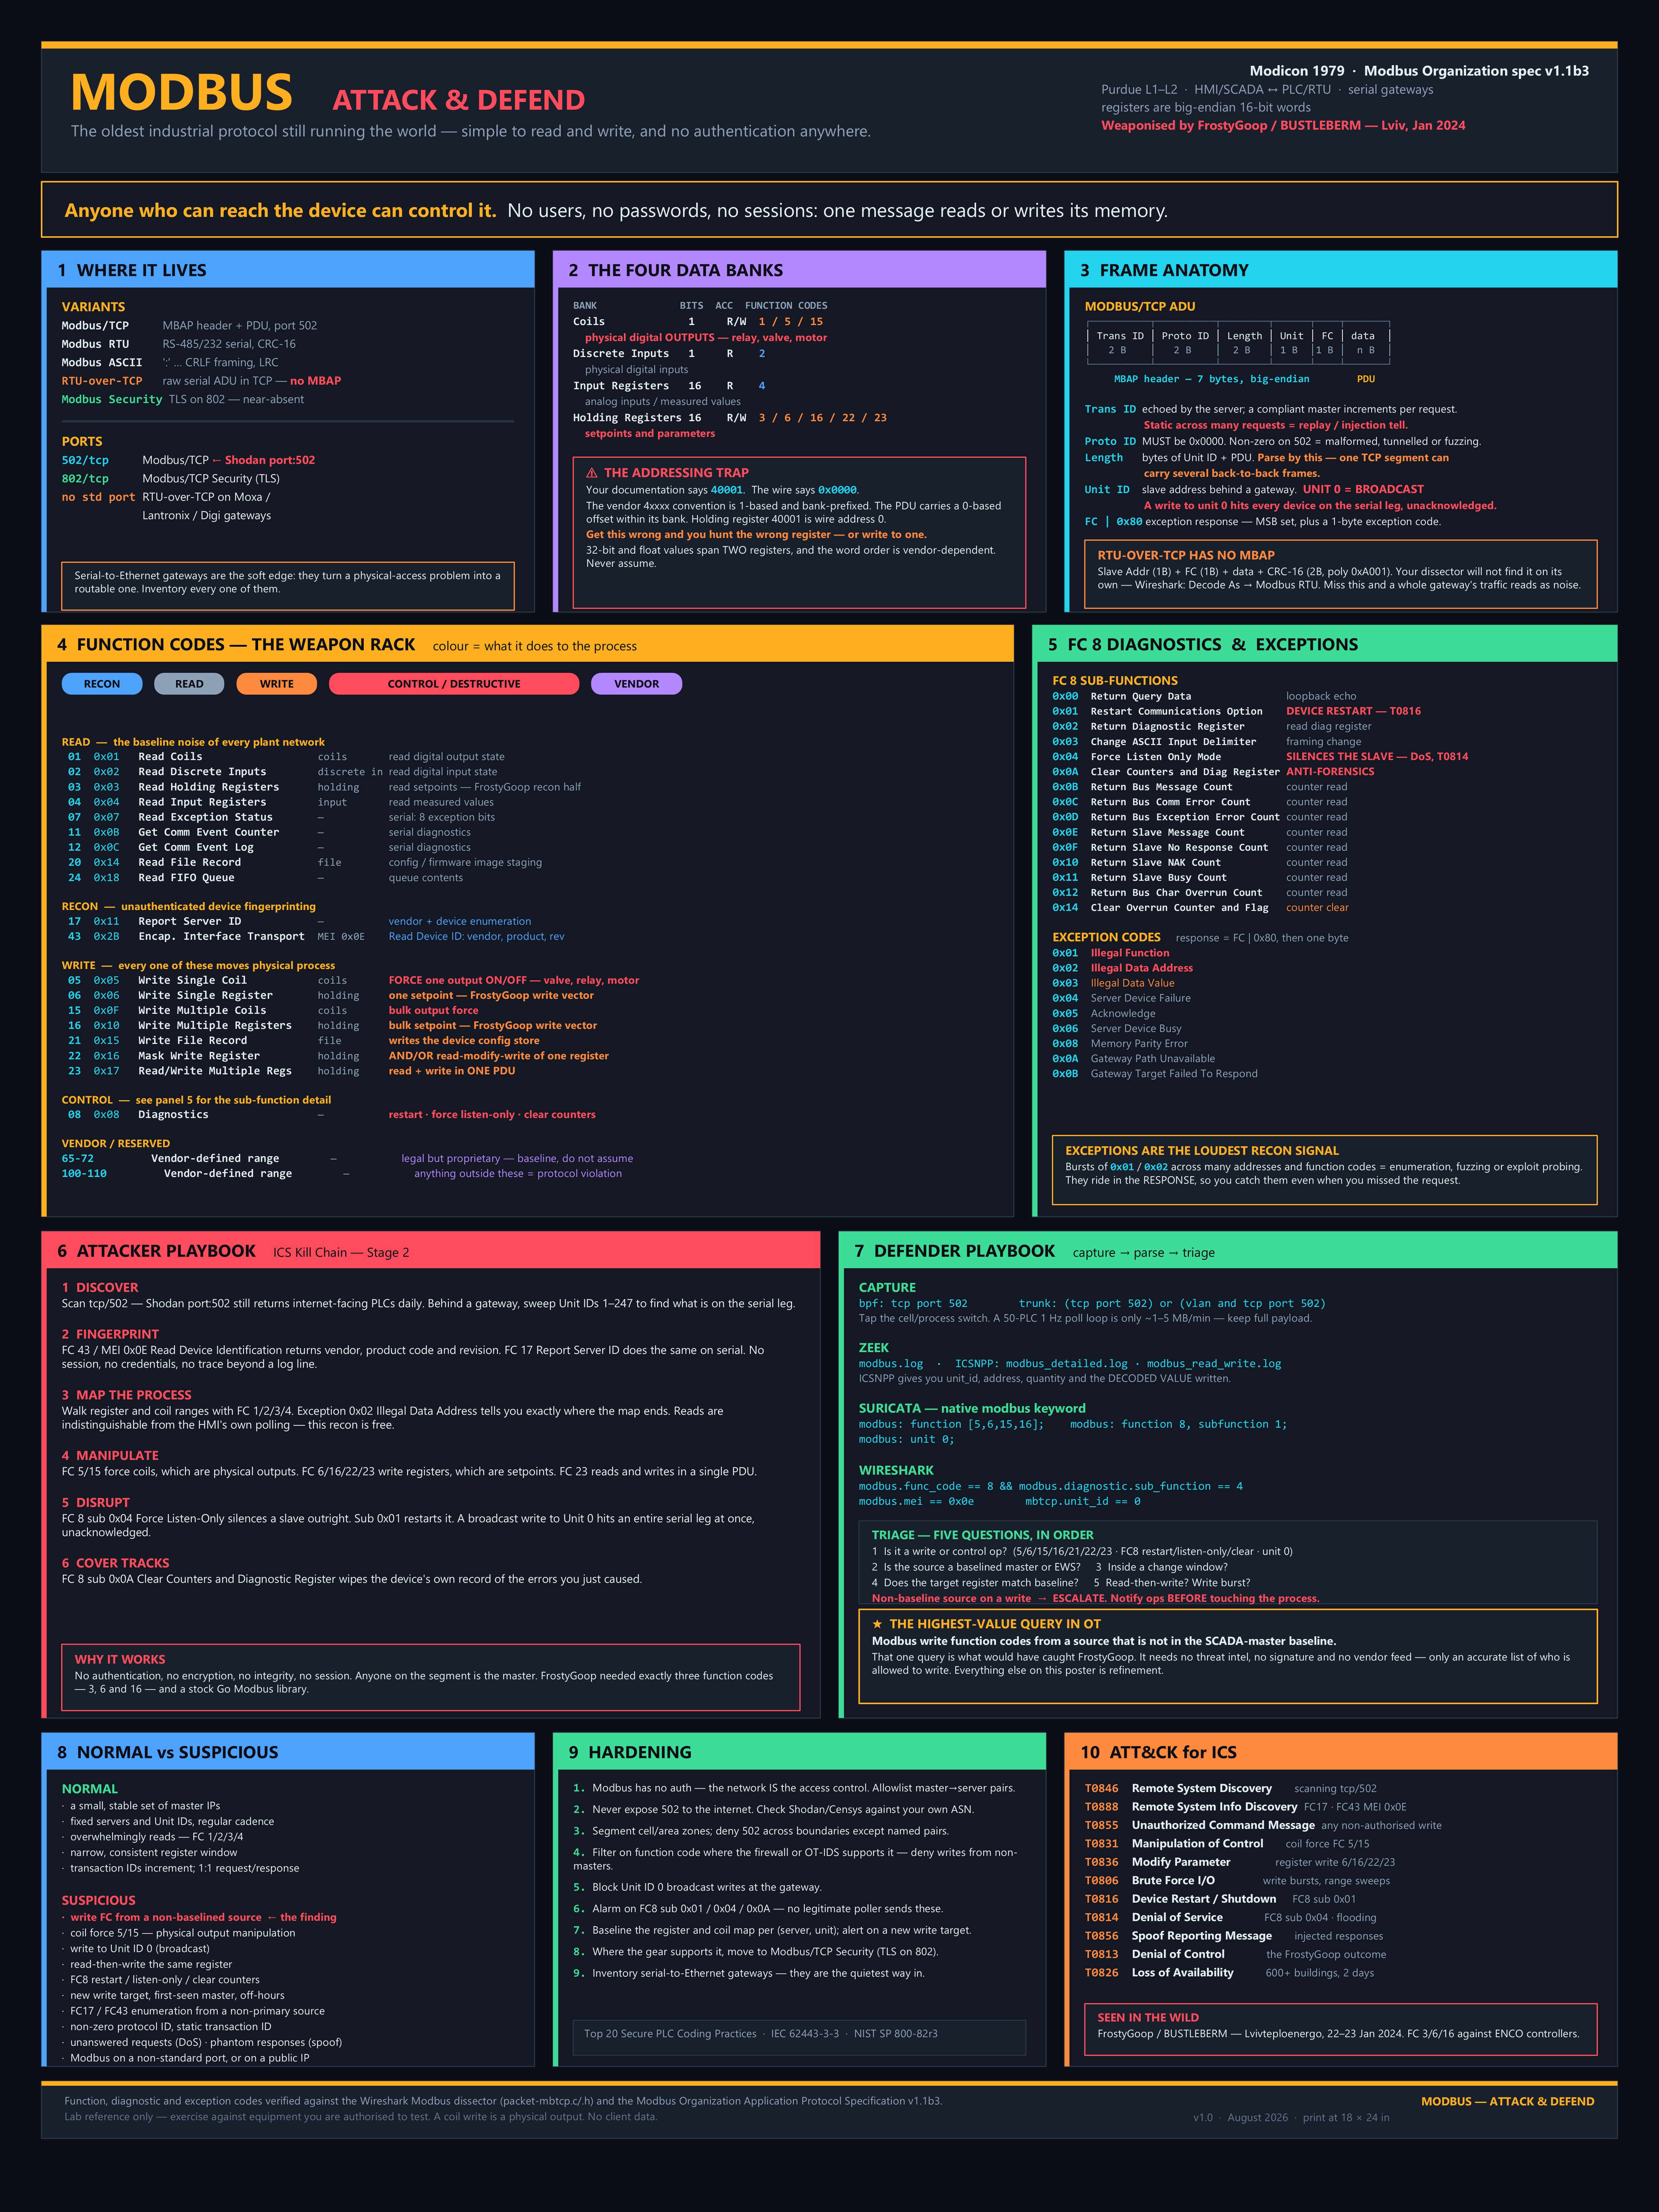 MODBUS ATTACK & DEFEND
The oldest industrial protocol still running the world — simple to read and write, and no authentication anywhere.
Modicon 1979 · Modbus Organization spec v1.1b3
Purdue L1–L2 · HMI/SCADA ↔ PLC/RTU · serial gateways
registers are big-endian 16-bit words
Weaponised by FrostyGoop / BUSTLEBERM — Lviv, Jan 2024
Anyone who can reach the device can control it. No users, no passwords, no sessions: one message reads or writes its memory.
1 WHERE IT LIVES
VARIANTS
Modbus/TCP MBAP header + PDU, port 502
Modbus RTU RS-485/232 serial, CRC-16
Modbus ASCII ':' ... CRLF framing, LRC
RTU-over-TCP raw serial ADU in TCP — no MBAP
Modbus Security TLS on 802 — near-absent
PORTS
502/tcp Modbus/TCP ← Shodan port:502
802/tcp Modbus/TCP Security (TLS)
no std port RTU-over-TCP on Moxa /
Lantronix / Digi gateways
Serial-to-Ethernet gateways are the soft edge: they turn a physical-access problem into a
routable one. Inventory every one of them.
2 THE FOUR DATA BANKS
BANK BITS ACC FUNCTION CODES
Coils 1 R/W 1 / 5 / 15
physical digital OUTPUTS — relay, valve, motor
Discrete Inputs 1 R 2
physical digital inputs
Input Registers 16 R 4
analog inputs / measured values
Holding Registers 16 R/W 3 / 6 / 16 / 22 / 23
setpoints and parameters
⚠ THE ADDRESSING TRAP
Your documentation says 40001. The wire says 0x0000.
The vendor 4xxxx convention is 1-based and bank-prefixed. The PDU carries a 0-based
offset within its bank. Holding register 40001 is wire address 0.
Get this wrong and you hunt the wrong register — or write to one.
32-bit and float values span TWO registers, and the word order is vendor-dependent.
Never assume.
3 FRAME ANATOMY
MODBUS/TCP ADU
Trans ID | Proto ID | Length | Unit | FC | data
2 B | 2 B | 2 B | 1 B | 1 B | n B
MBAP header — 7 bytes, big-endian PDU
Trans ID echoed by the server; a compliant master increments per request.
Static across many requests = replay / injection tell.
Proto ID MUST be 0x0000. Non-zero on 502 = malformed, tunnelled or fuzzing.
Length bytes of Unit ID + PDU. Parse by this — one TCP segment can
carry several back-to-back frames.
Unit ID slave address behind a gateway. UNIT 0 = BROADCAST
A write to unit 0 hits every device on the serial leg, unacknowledged.
FC | 0x80 exception response — MSB set, plus a 1-byte exception code.
RTU-OVER-TCP HAS NO MBAP
Slave Addr (1B) + FC (1B) + data + CRC-16 (2B, poly 0xA001). Your dissector will not find it on its
own — Wireshark: Decode As → Modbus RTU. Miss this and a whole gateway's traffic reads as noise.
4 FUNCTION CODES — THE WEAPON RACK colour = what it does to the process
RECON READ WRITE CONTROL / DESTRUCTIVE VENDOR
READ — the baseline noise of every plant network
01 0x01 Read Coils coils read digital output state
02 0x02 Read Discrete Inputs discrete in read digital input state
03 0x03 Read Holding Registers holding read setpoints — FrostyGoop recon half
04 0x04 Read Input Registers input read measured values
07 0x07 Read Exception Status — serial: 8 exception bits
11 0x0B Get Comm Event Counter — serial diagnostics
12 0x0C Get Comm Event Log — serial diagnostics
20 0x14 Read File Record file config / firmware image staging
24 0x18 Read FIFO Queue — queue contents
RECON — unauthenticated device fingerprinting
17 0x11 Report Server ID — vendor + device enumeration
43 0x2B Encap. Interface Transport MEI 0x0E Read Device ID: vendor, product, rev
WRITE — every one of these moves physical process
05 0x05 Write Single Coil coils FORCE one output ON/OFF — valve, relay, motor
06 0x06 Write Single Register holding one setpoint — FrostyGoop write vector
15 0x0F Write Multiple Coils coils bulk output force
16 0x10 Write Multiple Registers holding bulk setpoint — FrostyGoop write vector
21 0x15 Write File Record file writes the device config store
22 0x16 Mask Write Register holding AND/OR read-modify-write of one register
23 0x17 Read/Write Multiple Regs holding read + write in ONE PDU
CONTROL — see panel 5 for the sub-function detail
08 0x08 Diagnostics — restart · force listen-only · clear counters
VENDOR / RESERVED
65-72 Vendor-defined range — legal but proprietary — baseline, do not assume
100-110 Vendor-defined range — anything outside these = protocol violation
5 FC 8 DIAGNOSTICS & EXCEPTIONS
FC 8 SUB-FUNCTIONS
0x00 Return Query Data loopback echo
0x01 Restart Communications Option DEVICE RESTART — T0816
0x02 Return Diagnostic Register read diag register
0x03 Change ASCII Input Delimiter framing change
0x04 Force Listen Only Mode SILENCES THE SLAVE — DoS, T0814
0x0A Clear Counters and Diag Register ANTI-FORENSICS
0x0B Return Bus Message Count counter read
0x0C Return Bus Comm Error Count counter read
0x0D Return Bus Exception Error Count counter read
0x0E Return Slave Message Count counter read
0x0F Return Slave No Response Count counter read
0x10 Return Slave NAK Count counter read
0x11 Return Slave Busy Count counter read
0x12 Return Bus Char Overrun Count counter read
0x14 Clear Overrun Counter and Flag counter clear
EXCEPTION CODES response = FC | 0x80, then one byte
0x01 Illegal Function
0x02 Illegal Data Address
0x03 Illegal Data Value
0x04 Server Device Failure
0x05 Acknowledge
0x06 Server Device Busy
0x08 Memory Parity Error
0x0A Gateway Path Unavailable
0x0B Gateway Target Failed To Respond
EXCEPTIONS ARE THE LOUDEST RECON SIGNAL
Bursts of 0x01 / 0x02 across many addresses and function codes = enumeration, fuzzing or exploit probing.
They ride in the RESPONSE, so you catch them even when you missed the request.
6 ATTACKER PLAYBOOK ICS Kill Chain — Stage 2
1 DISCOVER
Scan tcp/502 — Shodan port:502 still returns internet-facing PLCs daily. Behind a gateway, sweep Unit IDs 1–247 to find what is on the serial leg.
2 FINGERPRINT
FC 43 / MEI 0x0E Read Device Identification returns vendor, product code and revision. FC 17 Report Server ID does the same on serial. No
session, no credentials, no trace beyond a log line.
3 MAP THE PROCESS
Walk register and coil ranges with FC 1/2/3/4. Exception 0x02 Illegal Data Address tells you exactly where the map ends. Reads are
indistinguishable from the HMI's own polling — this recon is free.
4 MANIPULATE
FC 5/15 force coils, which are physical outputs. FC 6/16/22/23 write registers, which are setpoints. FC 23 reads and writes in a single PDU.
5 DISRUPT
FC 8 sub 0x04 Force Listen-Only silences a slave outright. Sub 0x01 restarts it. A broadcast write to Unit 0 hits an entire serial leg at once,
unacknowledged.
6 COVER TRACKS
FC 8 sub 0x0A Clear Counters and Diagnostic Register wipes the device's own record of the errors you just caused.
WHY IT WORKS
No authentication, no encryption, no integrity, no session. Anyone on the segment is the master. FrostyGoop needed exactly three function codes
— 3, 6 and 16 — and a stock Go Modbus library.
7 DEFENDER PLAYBOOK capture → parse → triage
CAPTURE
bpf: tcp port 502 trunk: (tcp port 502) or (vlan and tcp port 502)
Tap the cell/process switch. A 50-PLC 1 Hz poll loop is only ~1–5 MB/min — keep full payload.
ZEEK
modbus.log · ICSNPP: modbus_detailed.log · modbus_read_write.log
ICSNPP gives you unit_id, address, quantity and the DECODED VALUE written.
SURICATA — native modbus keyword
modbus: function [5,6,15,16]; modbus: function 8, subfunction 1;
modbus: unit 0;
WIRESHARK
modbus.func_code == 8 && modbus.diagnostic.sub_function == 4
modbus.mei == 0x0e mbtcp.unit_id == 0
TRIAGE — FIVE QUESTIONS, IN ORDER
1 Is it a write or control op? (5/6/15/16/21/22/23 · FC8 restart/listen-only/clear · unit 0)
2 Is the source a baselined master or EWS? 3 Inside a change window?
4 Does the target register match baseline? 5 Read-then-write? Write burst?
Non-baseline source on a write → ESCALATE. Notify ops BEFORE touching the process.
★ THE HIGHEST-VALUE QUERY IN OT
Modbus write function codes from a source that is not in the SCADA-master baseline.
That one query is what would have caught FrostyGoop. It needs no threat intel, no signature and no vendor feed — only an accurate list of who is
allowed to write. Everything else on this poster is refinement.
8 NORMAL vs SUSPICIOUS
NORMAL
· a small, stable set of master IPs
· fixed servers and Unit IDs, regular cadence
· overwhelmingly reads — FC 1/2/3/4
· narrow, consistent register window
· transaction IDs increment; 1:1 request/response
SUSPICIOUS
· write FC from a non-baselined source ← the finding
· coil force 5/15 — physical output manipulation
· write to Unit ID 0 (broadcast)
· read-then-write the same register
· FC8 restart / listen-only / clear counters
· new write target, first-seen master, off-hours
· FC17 / FC43 enumeration from a non-primary source
· non-zero protocol ID, static transaction ID
· unanswered requests (DoS) · phantom responses (spoof)
· Modbus on a non-standard port, or on a public IP
9 HARDENING
1. Modbus has no auth — the network IS the access control. Allowlist master→server pairs.
2. Never expose 502 to the internet. Check Shodan/Censys against your own ASN.
3. Segment cell/area zones; deny 502 across boundaries except named pairs.
4. Filter on function code where the firewall or OT-IDS supports it — deny writes from non-
masters.
5. Block Unit ID 0 broadcast writes at the gateway.
6. Alarm on FC8 sub 0x01 / 0x04 / 0x0A — no legitimate poller sends these.
7. Baseline the register and coil map per (server, unit); alert on a new write target.
8. Where the gear supports it, move to Modbus/TCP Security (TLS on 802).
9. Inventory serial-to-Ethernet gateways — they are the quietest way in.
Top 20 Secure PLC Coding Practices · IEC 62443-3-3 · NIST SP 800-82r3
10 ATT&CK for ICS
T0846 Remote System Discovery scanning tcp/502
T0888 Remote System Info Discovery FC17 · FC43 MEI 0x0E
T0855 Unauthorized Command Message any non-authorised write
T0831 Manipulation of Control coil force FC 5/15
T0836 Modify Parameter register write 6/16/22/23
T0806 Brute Force I/O write bursts, range sweeps
T0816 Device Restart / Shutdown FC8 sub 0x01
T0814 Denial of Service FC8 sub 0x04 · flooding
T0856 Spoof Reporting Message injected responses
T0813 Denial of Control the FrostyGoop outcome
T0826 Loss of Availability 600+ buildings, 2 days
SEEN IN THE WILD
FrostyGoop / BUSTLEBERM — Lvivteploenergo, 22–23 Jan 2024. FC 3/6/16 against ENCO controllers.
Function, diagnostic and exception codes verified against the Wireshark Modbus dissector (packet-mbtcp.c/.h) and the Modbus Organization Application Protocol Specification v1.1b3.
Lab reference only — exercise against equipment you are authorised to test. A coil write is a physical output. No client data.
MODBUS — ATTACK & DEFEND
v1.0 · August 2026 · print at 18 × 24 in